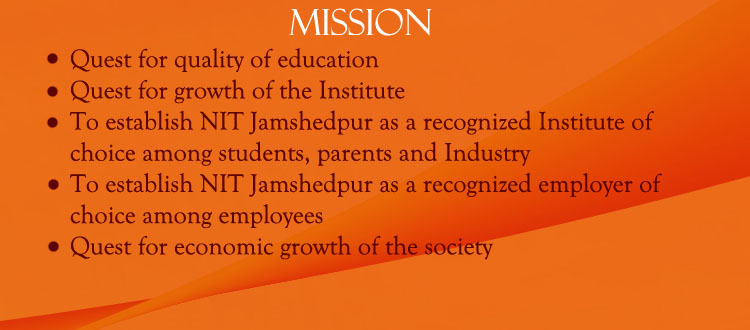 MISSION
• Quest for quality of education
• Quest for growth of the Institute
• To establish NIT Jamshedpur as a recognized Institute of
choice among students, parents and Industry
• To establish NIT Jamshedpur as a recognized employer of
choice among employees
• Quest for economic growth of the society